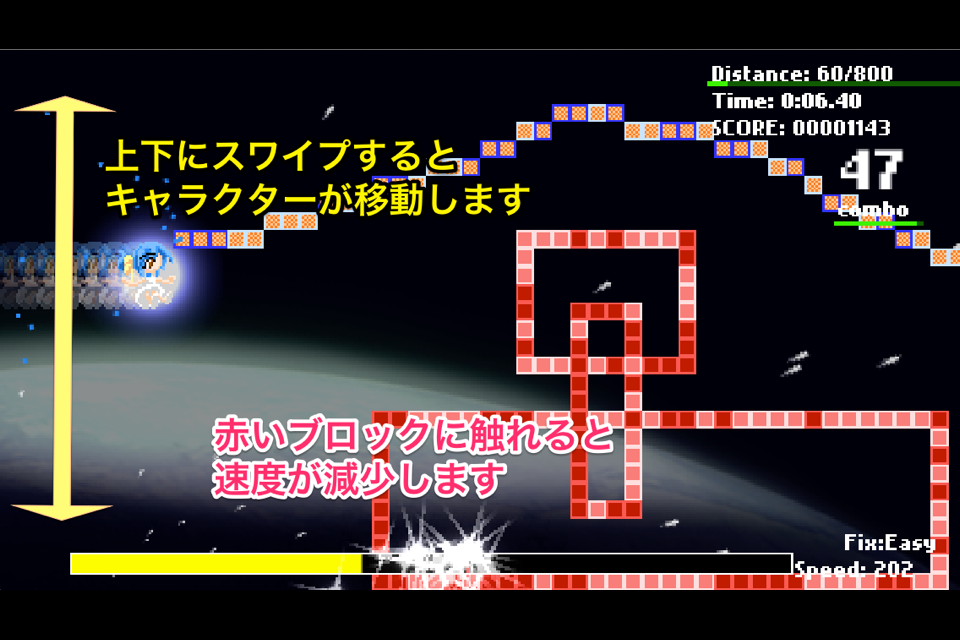 Distance: 60/800
Time: 0:06.40
SCORE: 00001143
上下にスワイプすると
キャラクターが移動します
47
combo
赤いブロックに触れると
速度が減少します
Fix:Easy
Speed: 202